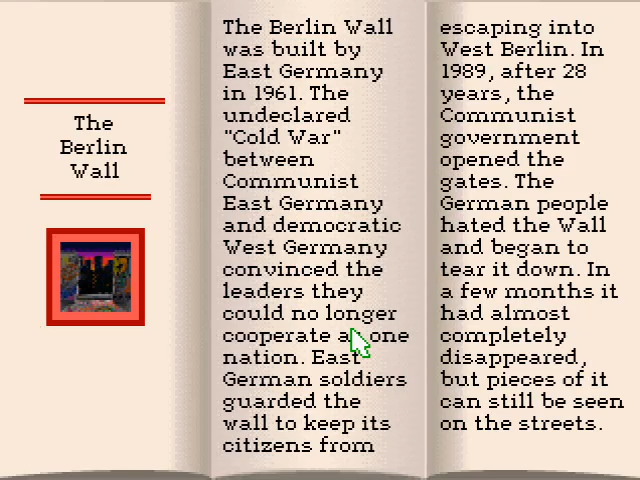 The
Berlin
Wall
The Berlin Wall
was built by
East Germany
in 1961. The
undeclared
"Cold War"
between
Communist
East Germany
and democratic
West Germany
convinced the
leaders they
could no longer
cooperate as one
nation. East
German soldiers
guarded the
wall to keep its
citizens from
escaping into
West Berlin. In
1989, after 28
years, the
Communist
government
opened the
gates. The
German people
hated the Wall
and began to
tear it down. In
a few months it
had almost
completely
disappeared,
but pieces of it
can still be seen
on the streets.